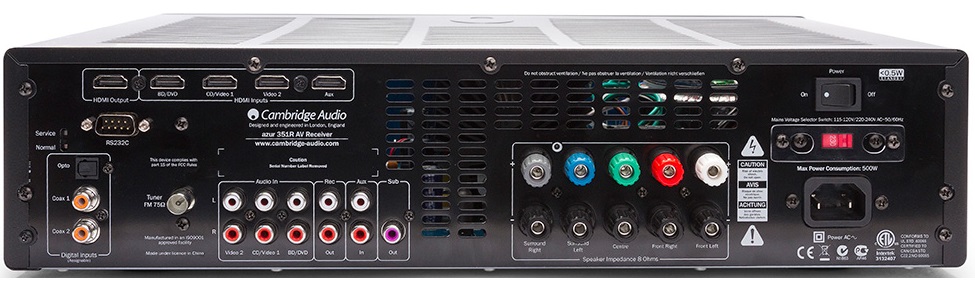 Do not obstruct ventilation / Ne pas obstruer la ventilation / Ventilation nicht verschließen
Power
<0.5W
STANDBY
On
Off
HDMI Output
BD/DVD
CD/Video 1
Video 2
Aux
HDMI Inputs
Mains Voltage Selector Switch: 115-120V/220-240V AC~50/60Hz
Service
Normal
RS232C
Cambridge Audio
Designed and engineered in London, England
azur 351R AV Receiver
www.cambridge-audio.com
Caution
Serial Number Label Removed
This device complies with
part 15 of the FCC Rules
Max Power Consumption: 500W
CAUTION
AVIS
ACHTUNG
Opto
Coax 1
Coax 2
Digital Inputs
(Assignable)
Tuner
FM 75Ω
Manufactured in an ISO9001
approved facility
Made under licence in China
Audio In
Rec
Aux
Sub
L
R
Video 2
CD/Video 1
BD/DVD
Out
In
Out
Surround
Right
Surround
Left
Centre
Front Right
Front Left
Speaker Impedance 8 Ohms
Power AC~
CE
Intertek
3132407